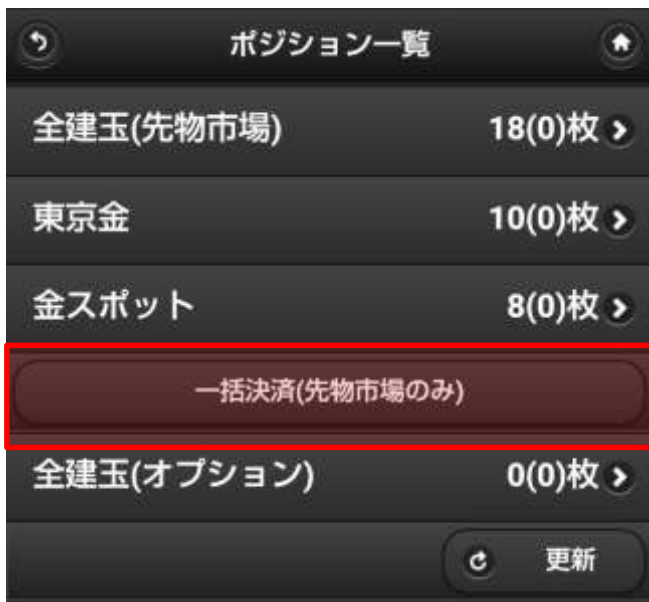 ポジション一覧
全建玉(先物市場) 18(0)枚
東京金 10(0)枚
金スポット 8(0)枚
一括決済(先物市場のみ)
全建玉(オプション) 0(0)枚
更新